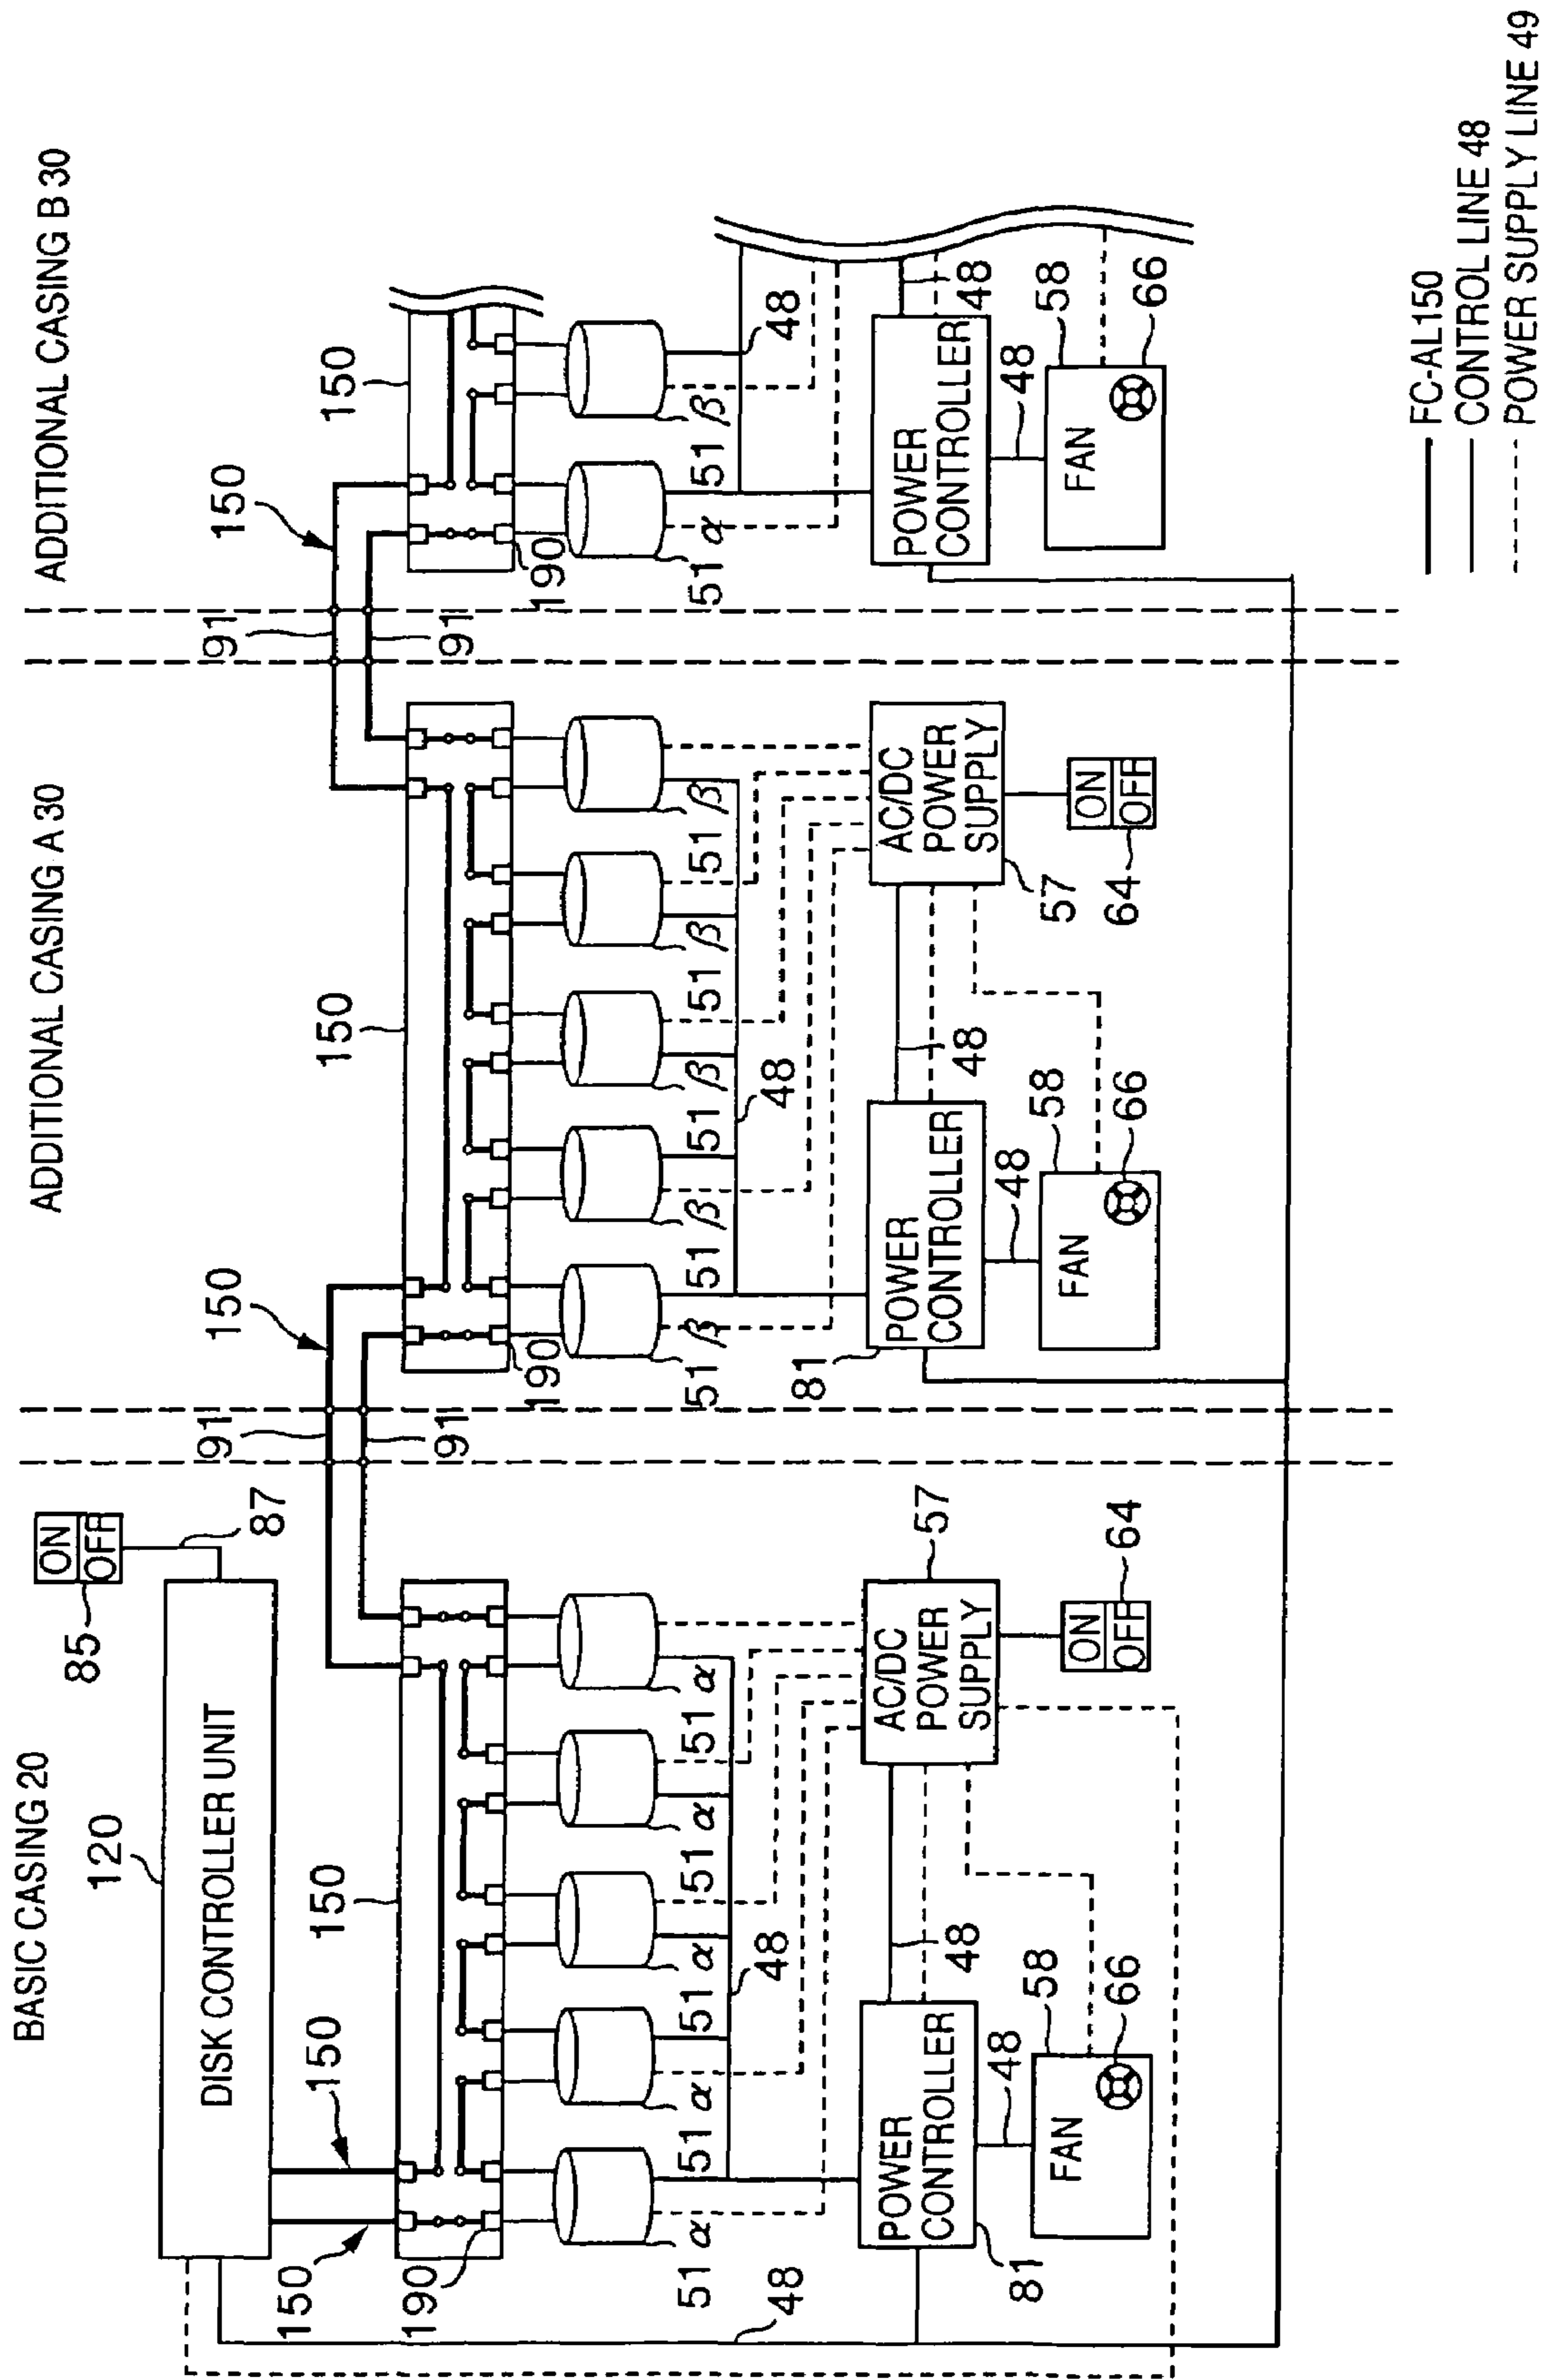 BASIC CASING 20
ADDITIONAL CASING A 30
ADDITIONAL CASING B 30
120
DISK CONTROLLER UNIT
ON
OFF
85
87
150
150
150
190
91
91
150
150
190
91
91
150
150
190
51 α
51 α
51 α
51 α
51 α
48
51 β
51 β
51 β
51 β
51 β
48
51 α
51 β
48
POWER
CONTROLLER
81
48
AC/DC
POWER
SUPPLY
57
ON
OFF
64
48
FAN
58
66
48
POWER
CONTROLLER
81
48
AC/DC
POWER
SUPPLY
57
ON
OFF
64
48
FAN
58
66
POWER
CONTROLLER
48
48
FAN
58
66
FC-AL150
CONTROL LINE 48
POWER SUPPLY LINE 49